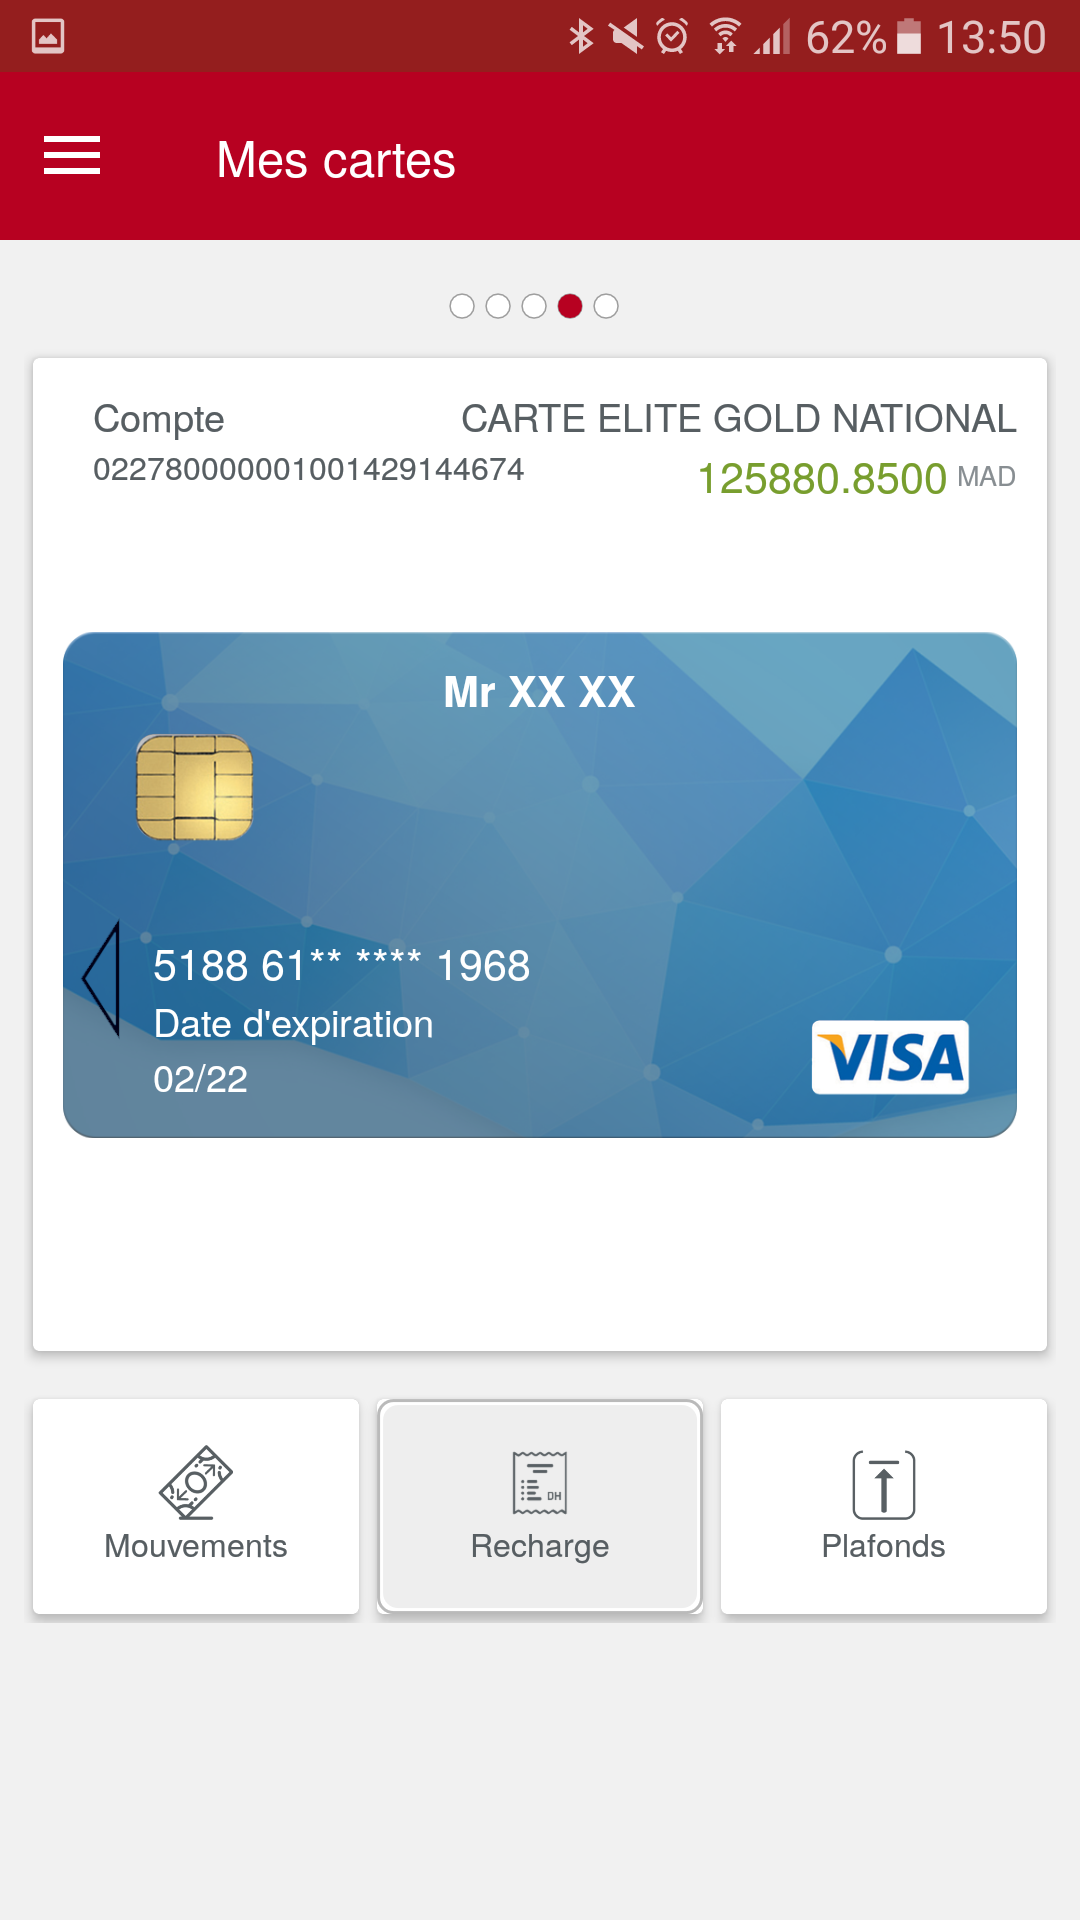 62% 13:50
Mes cartes
Compte
CARTE ELITE GOLD NATIONAL
022780000001001429144674
125880.8500 MAD
Mr XX XX
5188 61** **** 1968
Date d'expiration
02/22
VISA
DH
Mouvements
Recharge
Plafonds